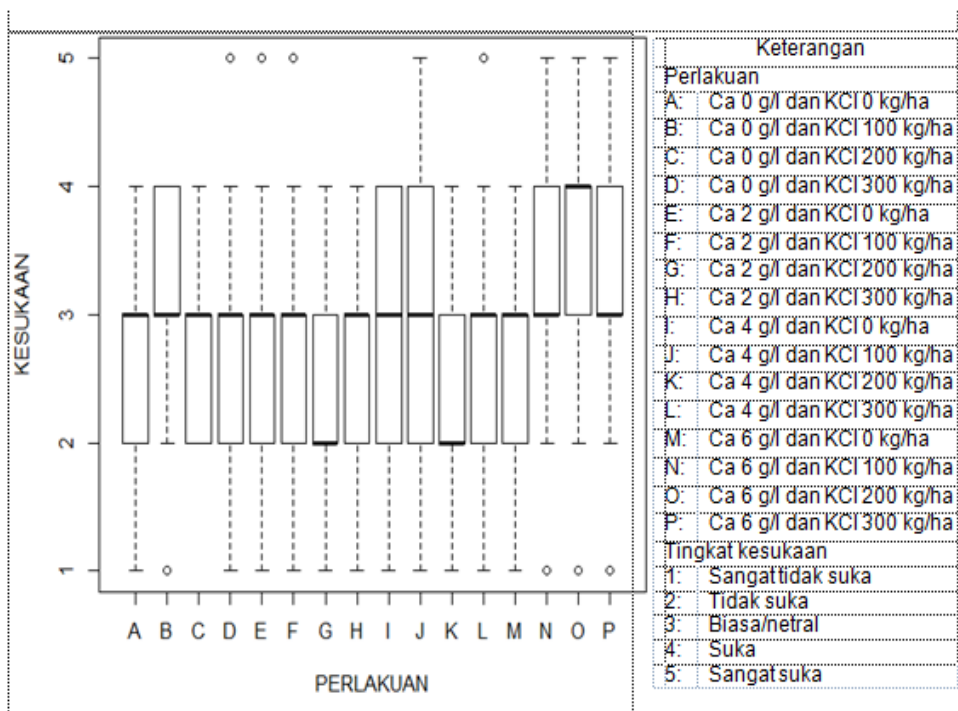 KESUKAAN
5
4
3
2
1
A B C D E F G H I J K L M N O P
PERLAKUAN
Keterangan
Perlakuan
A: Ca 0 g/l dan KCl 0 kg/ha
B: Ca 0 g/l dan KCl 100 kg/ha
C: Ca 0 g/l dan KCl 200 kg/ha
D: Ca 0 g/l dan KCl 300 kg/ha
E: Ca 2 g/l dan KCl 0 kg/ha
F: Ca 2 g/l dan KCl 100 kg/ha
G: Ca 2 g/l dan KCl 200 kg/ha
H: Ca 2 g/l dan KCl 300 kg/ha
I: Ca 4 g/l dan KCl 0 kg/ha
J: Ca 4 g/l dan KCl 100 kg/ha
K: Ca 4 g/l dan KCl 200 kg/ha
L: Ca 4 g/l dan KCl 300 kg/ha
M: Ca 6 g/l dan KCl 0 kg/ha
N: Ca 6 g/l dan KCl 100 kg/ha
O: Ca 6 g/l dan KCl 200 kg/ha
P: Ca 6 g/l dan KCl 300 kg/ha
Tingkat kesukaan
1: Sangat tidak suka
2: Tidak suka
3: Biasa/netral
4: Suka
5: Sangat suka